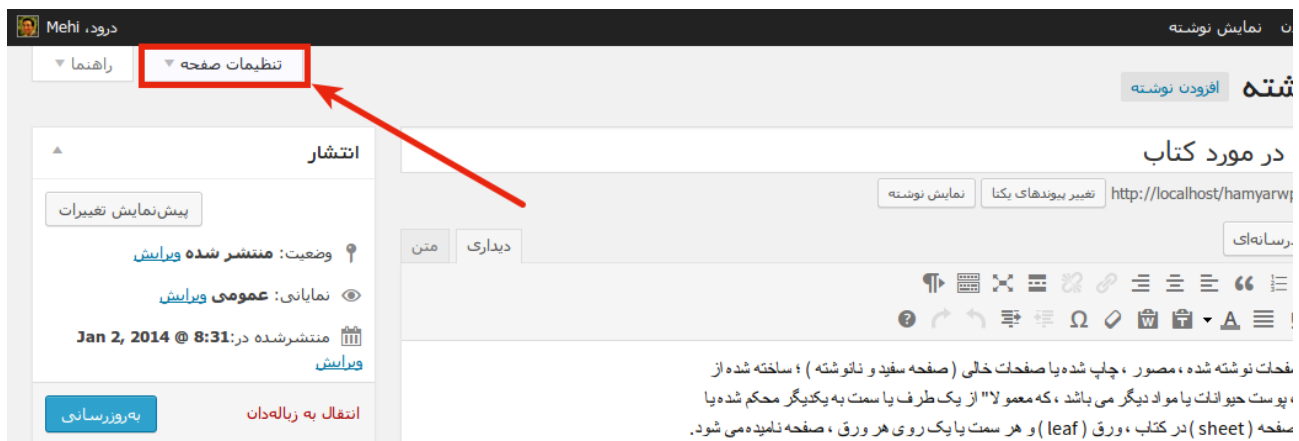 نمایش نوشته
درود، Mehi
تنظیمات صفحه
راهنما
افزودن نوشته
در مورد کتاب
http://localhost/hamyarwp
تغییر پیوندهای یکتا
نمایش نوشته
دیداری
متن
انتشار
پیش‌نمایش تغییرات
وضعیت: منتشر شده ویرایش
نمایانی: عمومی ویرایش
منتشرشده در: Jan 2, 2014 @ 8:31
ویرایش
انتقال به زباله‌دان
به‌روزرسانی
نوشته شده ، مصور ، چاپ شده یا صفحات خالی ( صفحه سفید و نانوشته ) ؛ ساخته شده از
، پوست حیوانات یا مواد دیگر می باشد ، که معمو لا" از یک طرف یا سمت به یکدیگر محکم شده یا
صفحه ( sheet ) در کتاب ، ورق ( leaf ) و هر سمت یا یک روی هر ورق ، صفحه نامیده می شود.